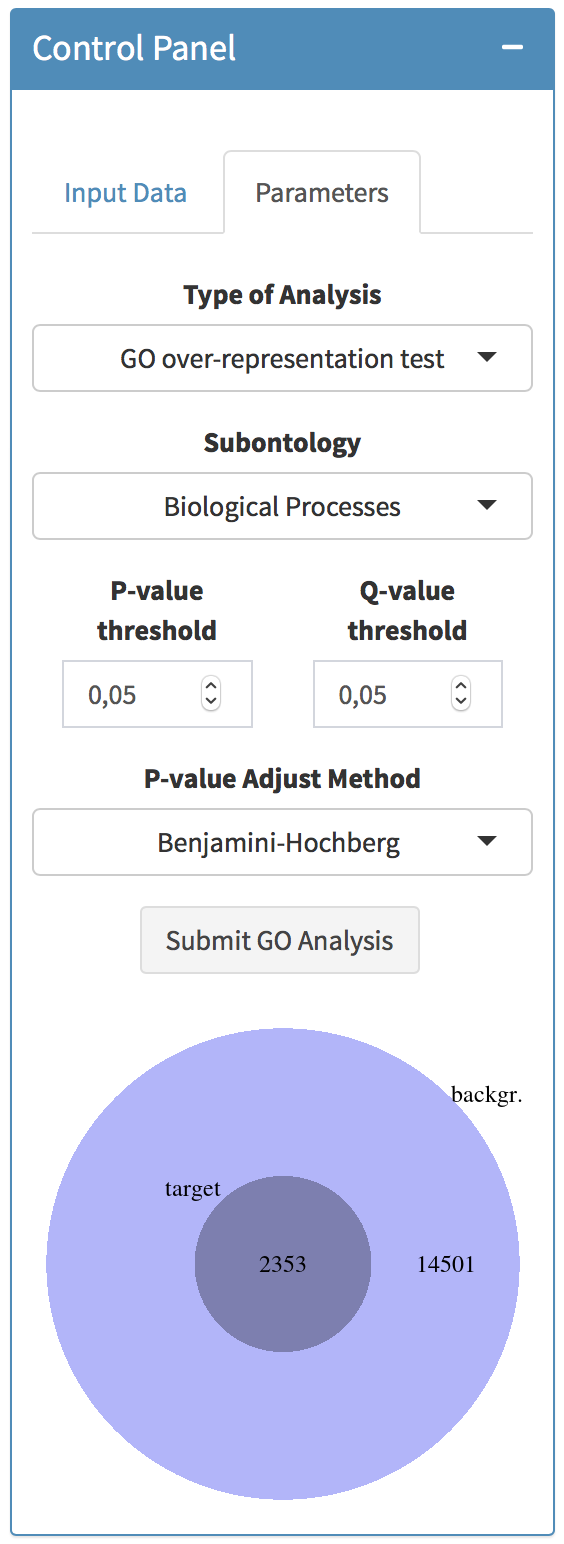 Control Panel
Input Data Parameters
Type of Analysis
GO over-representation test
Subontology
Biological Processes
P-value Q-value
threshold threshold
0,05 0,05
P-value Adjust Method
Benjamini-Hochberg
Submit GO Analysis
backgr.
target
2353 14501